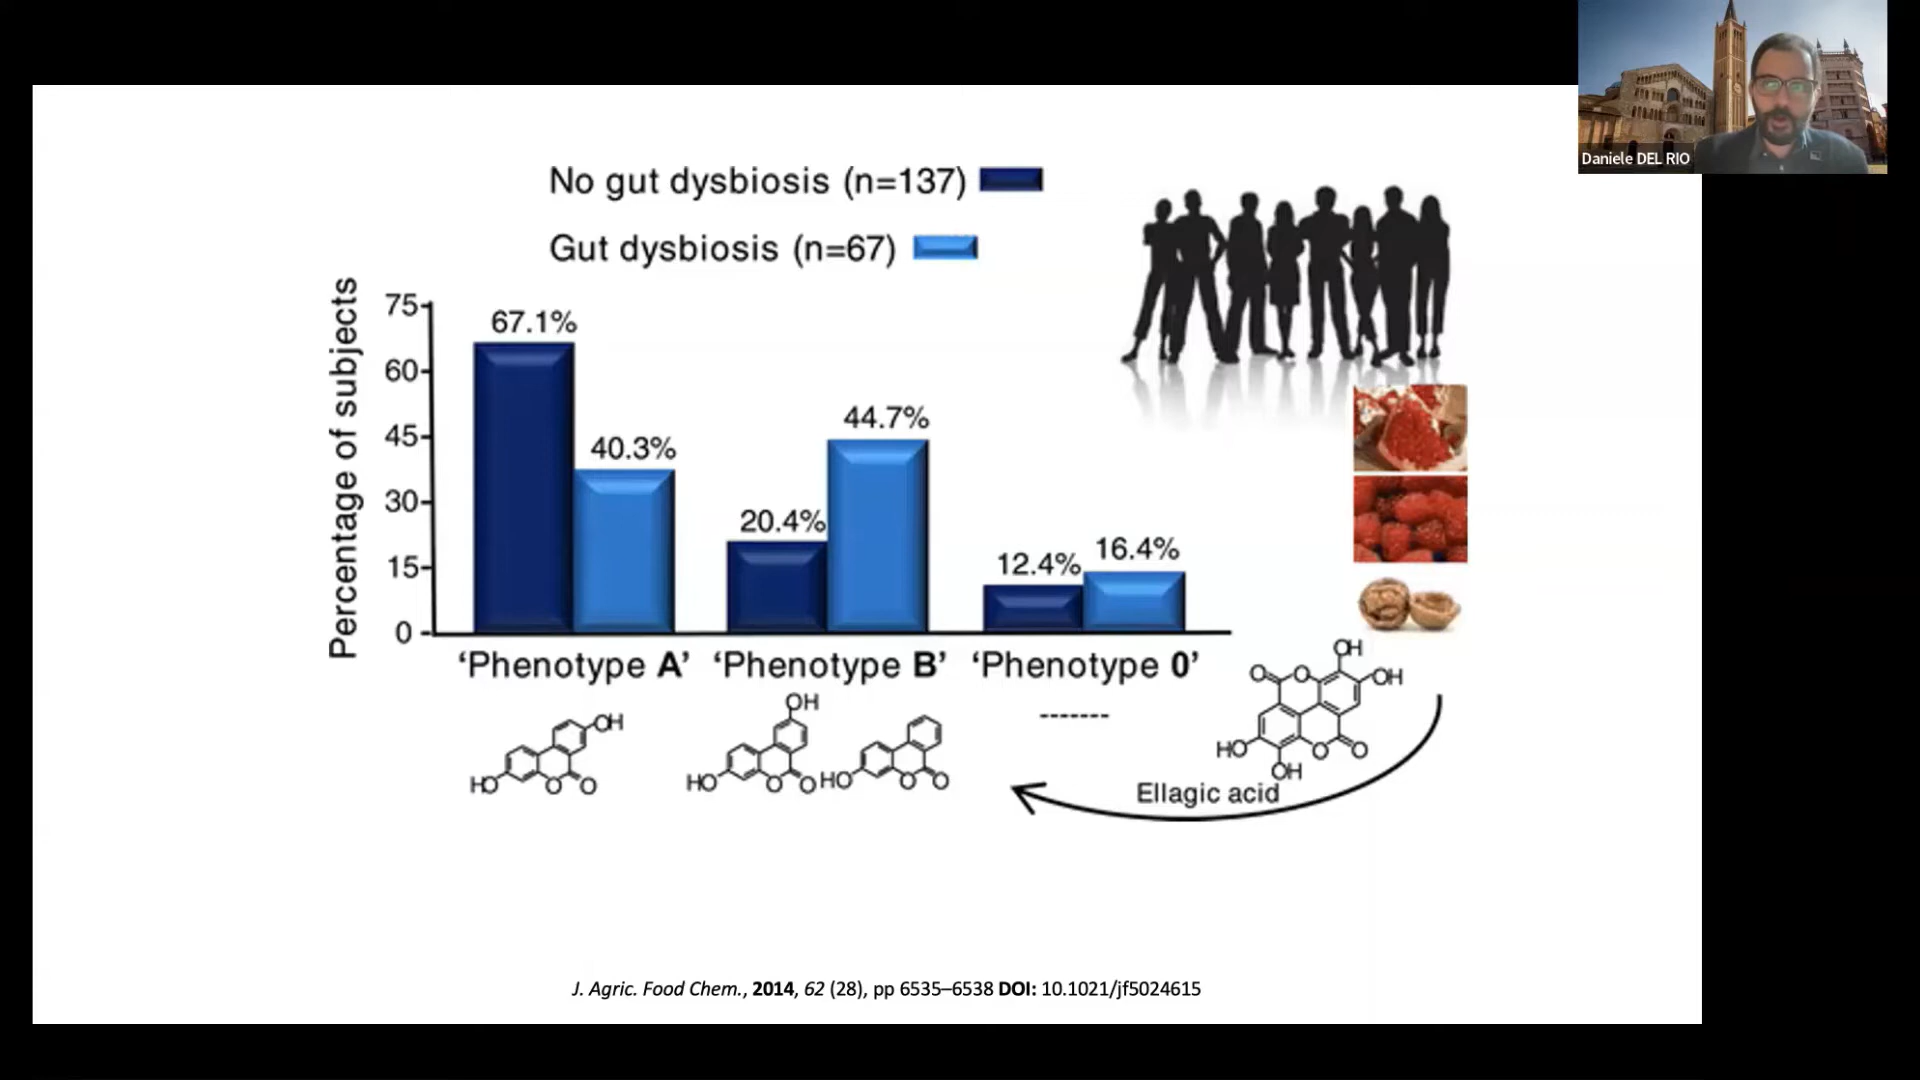 Daniele DEL RIO
No gut dysbiosis (n=137)
Gut dysbiosis (n=67)
Percentage of subjects
75
60
45
30
15
0
67.1%
40.3%
20.4%
44.7%
12.4%
16.4%
‘Phenotype A’ ‘Phenotype B’ ‘Phenotype 0’
-------
OH
HO
O
O
OH
HO
O
O
HO
O
O
OH
OH
O
O
HO
OH
O
O
Ellagic acid
J. Agric. Food Chem., 2014, 62 (28), pp 6535–6538 DOI: 10.1021/jf5024615